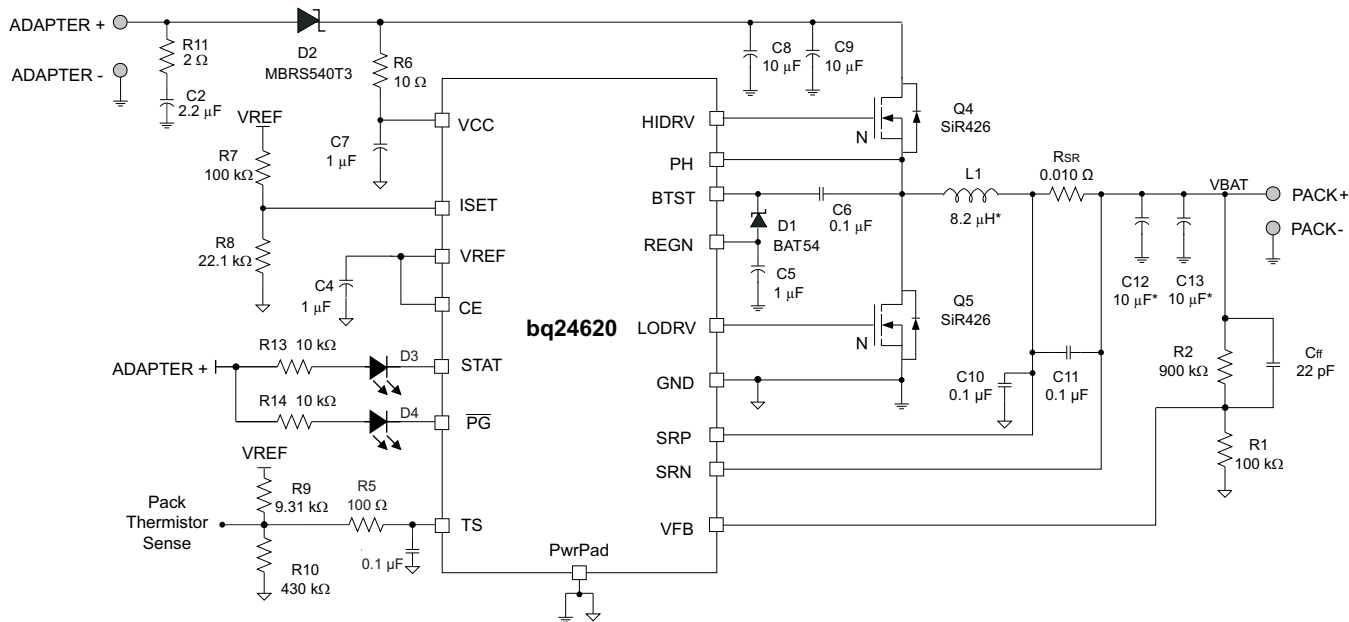 ADAPTER +
R11
2 Ω
D2
MBRS540T3
R6
10 Ω
C8
10 μF
C9
10 μF
ADAPTER -
C2
2.2 μF
VREF
R7
100 kΩ
C7
1 μF
VCC
HIDRV
N
Q4
SiR426
PH
RSR
0.010 Ω
L1
8.2 μH*
VBAT
PACK+
PACK-
ISET
BTST
C6
0.1 μF
D1
BAT54
REGN
R8
22.1 kΩ
VREF
C4
1 μF
CE
C5
1 μF
C12
10 μF*
C13
10 μF*
bq24620
LODRV
N
Q5
SiR426
R13 10 kΩ
D3
STAT
ADAPTER +
R14 10 kΩ
D4
PG
GND
C10
0.1 μF
C11
0.1 μF
R2
900 kΩ
Cff
22 pF
SRP
SRN
R1
100 kΩ
VREF
R9
9.31 kΩ
R5
100 Ω
Pack
Thermistor
Sense
TS
VFB
0.1 μF
R10
430 kΩ
PwrPad